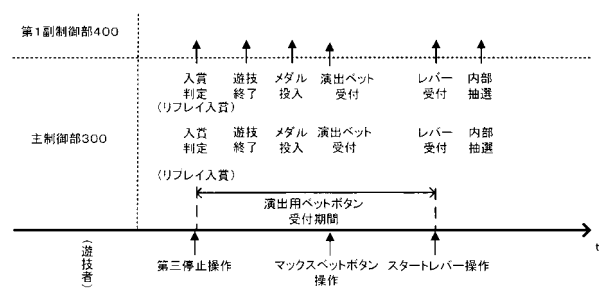 第1副制御部400
入賞 遊技 メダル 演出ベット レバー 内部
判定 終了 投入 受付 受付 抽選
(リプレイ入賞)
主制御部300
入賞 遊技 メダル 演出ベット レバー 内部
判定 終了 投入 受付 受付 抽選
(リプレイ入賞)
演出用ベットボタン
受付期間
t
(遊技者)
第三停止操作 マックスベットボタン スタートレバー操作
操作